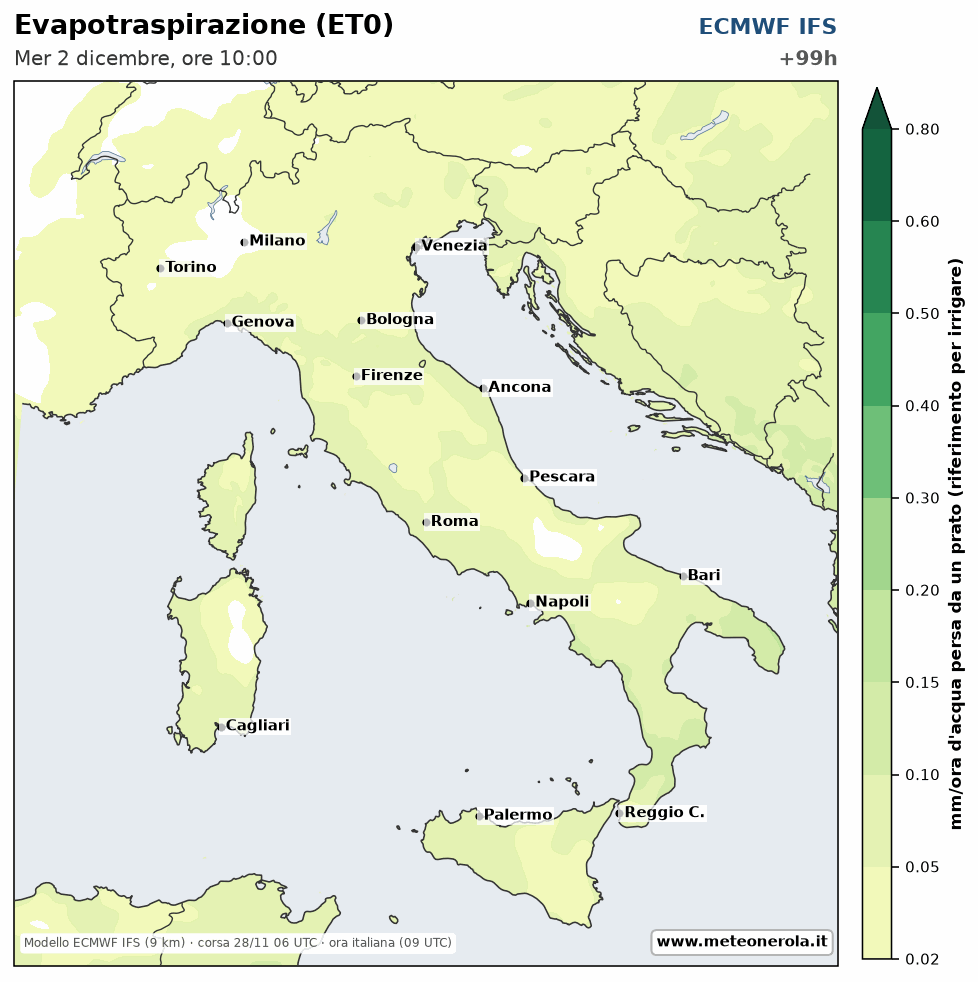 Evapotraspirazione (ET0)
ECMWF IFS
Mer 2 dicembre, ore 10:00
+99h
Milano
Venezia
Torino
Genova
Bologna
Firenze
Ancona
Pescara
Roma
Bari
Napoli
Cagliari
Palermo
Reggio C.
Modello ECMWF IFS (9 km) · corsa 28/11 06 UTC · ora italiana (09 UTC)
www.meteonerola.it
0.80
0.60
0.50
0.40
0.30
0.20
0.15
0.10
0.05
0.02
mm/ora d'acqua persa da un prato (riferimento per irrigare)